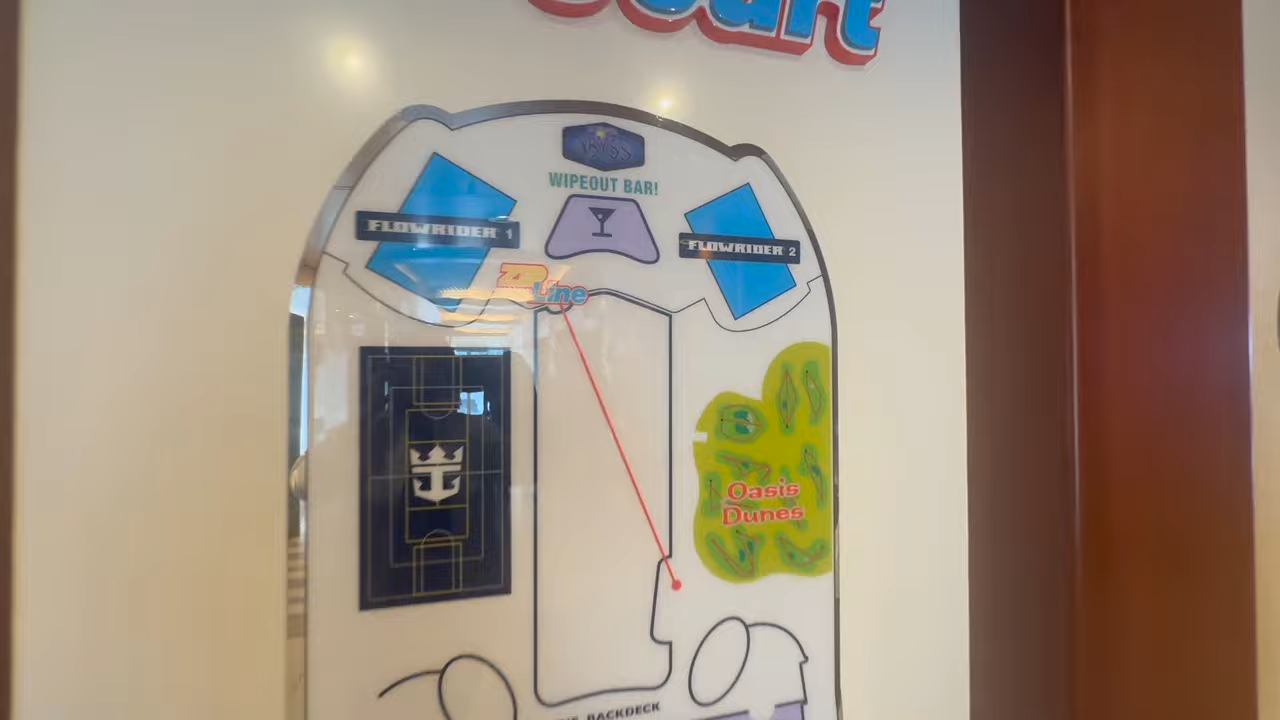 WIPEOUT BAR!
FLOWRIDER 1
FLOWRIDER 2
Zip
Line
Oasis
Dunes
BACKDECK